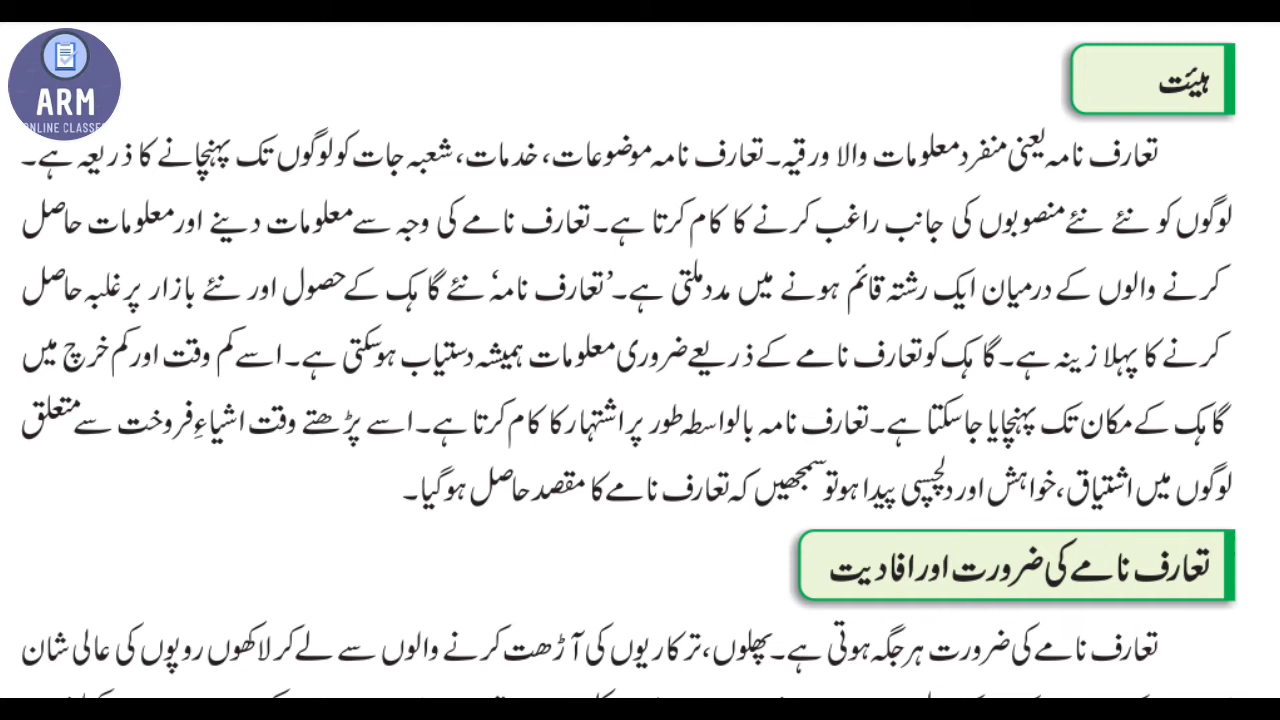 ARM
ONLINE CLASSES
ہیئت
تعارف نامہ یعنی منفرد معلومات والا ورقیہ۔ تعارف نامہ موضوعات، خدمات، شعبہ جات کو لوگوں تک پہنچانے کا ذریعہ ہے۔
لوگوں کو نئے نئے منصوبوں کی جانب راغب کرنے کا کام کرتا ہے۔ تعارف نامے کی وجہ سے معلومات دینے اور معلومات حاصل
کرنے والوں کے درمیان ایک رشتہ قائم ہونے میں مدد ملتی ہے۔ 'تعارف نامہ' نئے گاہک کے حصول اور نئے بازار پر غلبہ حاصل
کرنے کا پہلا زینہ ہے۔ گاہک کو تعارف نامے کے ذریعے ضروری معلومات ہمیشہ دستیاب ہوسکتی ہے۔ اسے کم وقت اور کم خرچ میں
گاہک کے مکان تک پہنچایا جاسکتا ہے۔ تعارف نامہ بالواسطہ طور پر اشتہار کا کام کرتا ہے۔ اسے پڑھتے وقت اشیاءِ فروخت سے متعلق
لوگوں میں اشتیاق، خواہش اور دلچسپی پیدا ہو تو سمجھیں کہ تعارف نامے کا مقصد حاصل ہوگیا۔
تعارف نامے کی ضرورت اور افادیت
تعارف نامے کی ضرورت ہر جگہ ہوتی ہے۔ پھلوں، ترکاریوں کی آڑھت کرنے والوں سے لے کر لاکھوں روپوں کی عالی شان